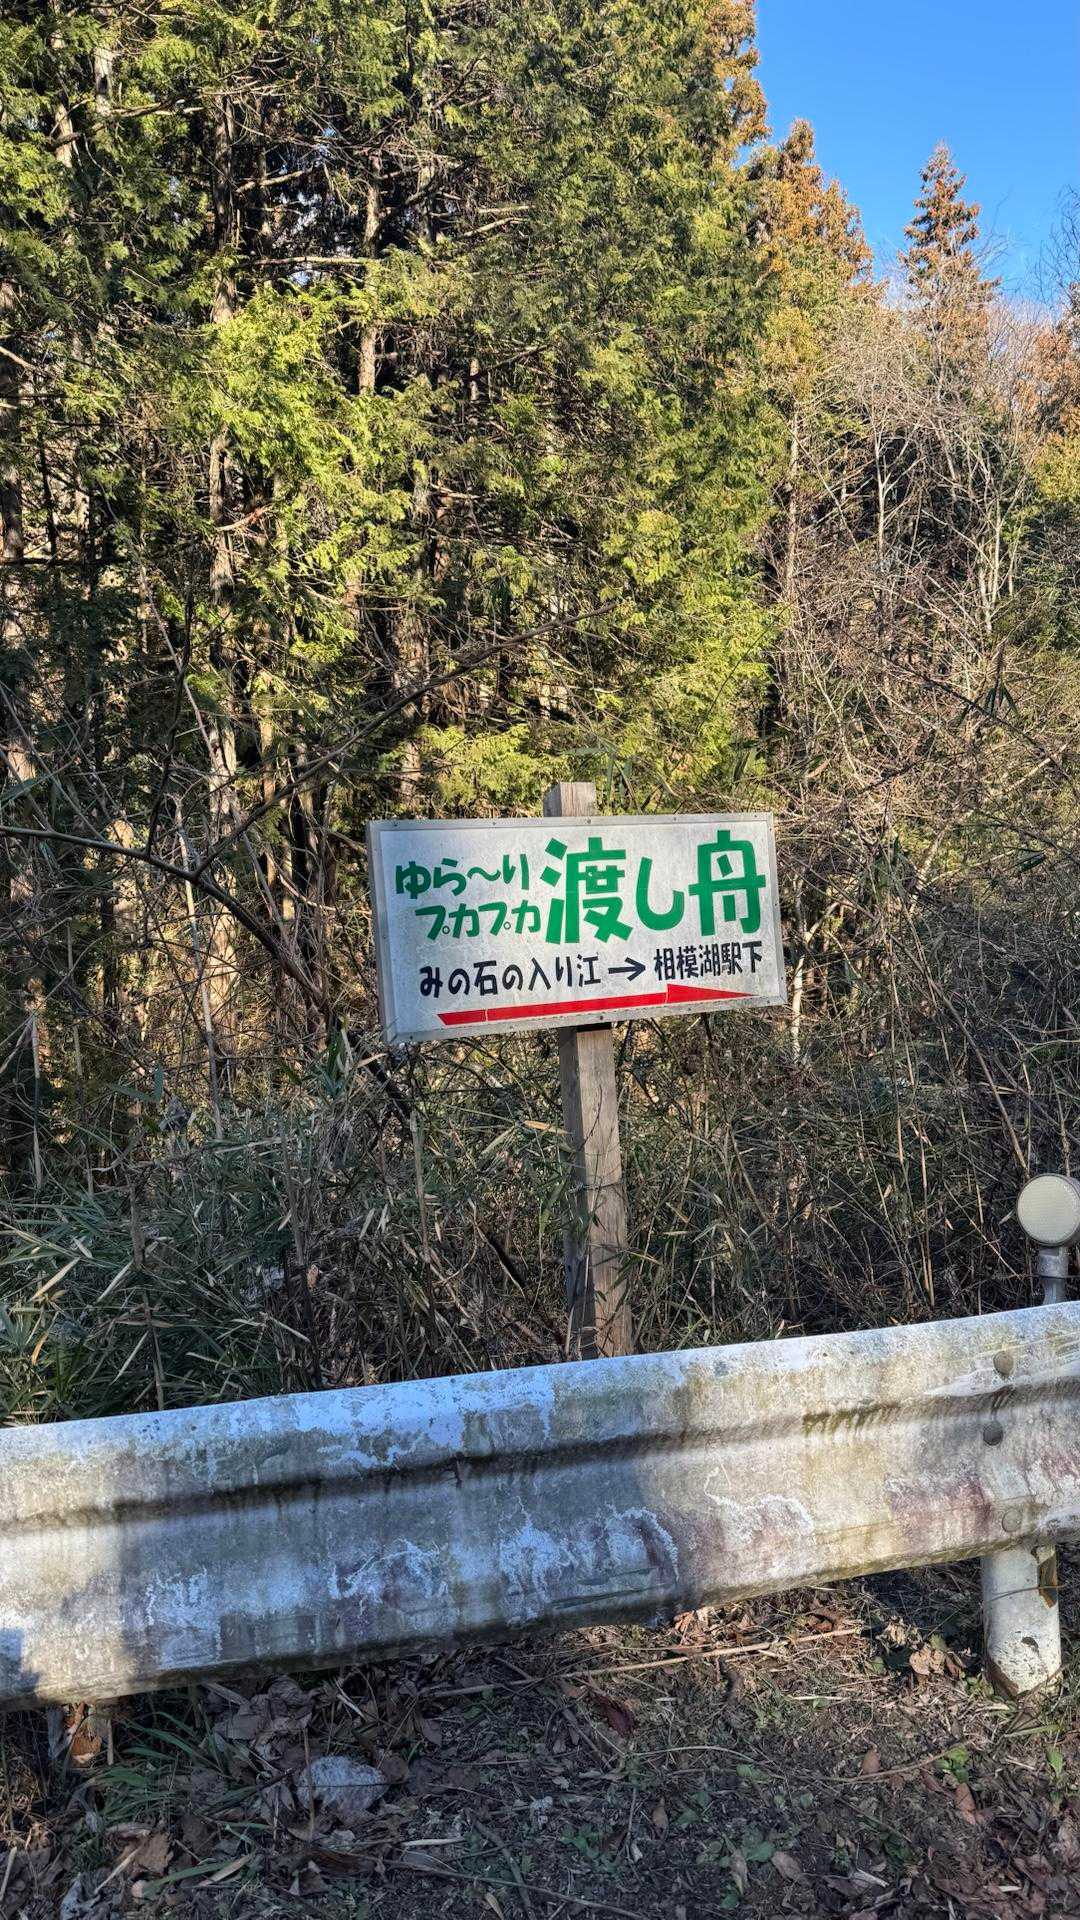 ゆら〜り
プカプカ
渡し舟
みの石の入り江→相模湖駅下